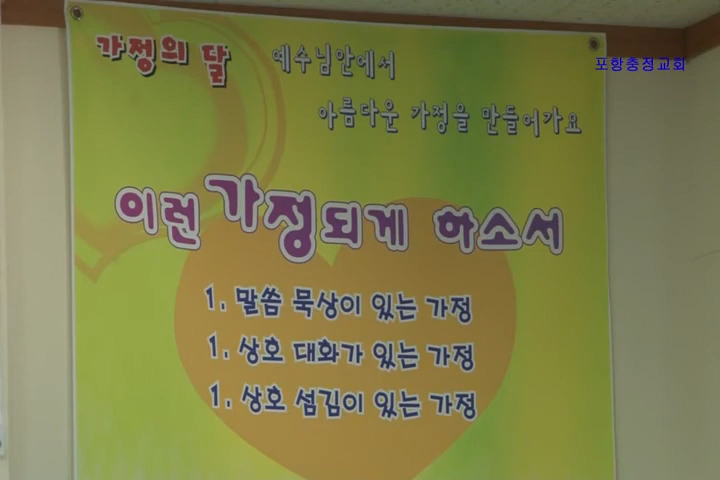 가정의 달
예수님안에서
포항충정교회
아름다운 가정을 만들어가요
이런 가정되게 하소서
1. 말씀 묵상이 있는 가정
1. 상호 대화가 있는 가정
1. 상호 섬김이 있는 가정